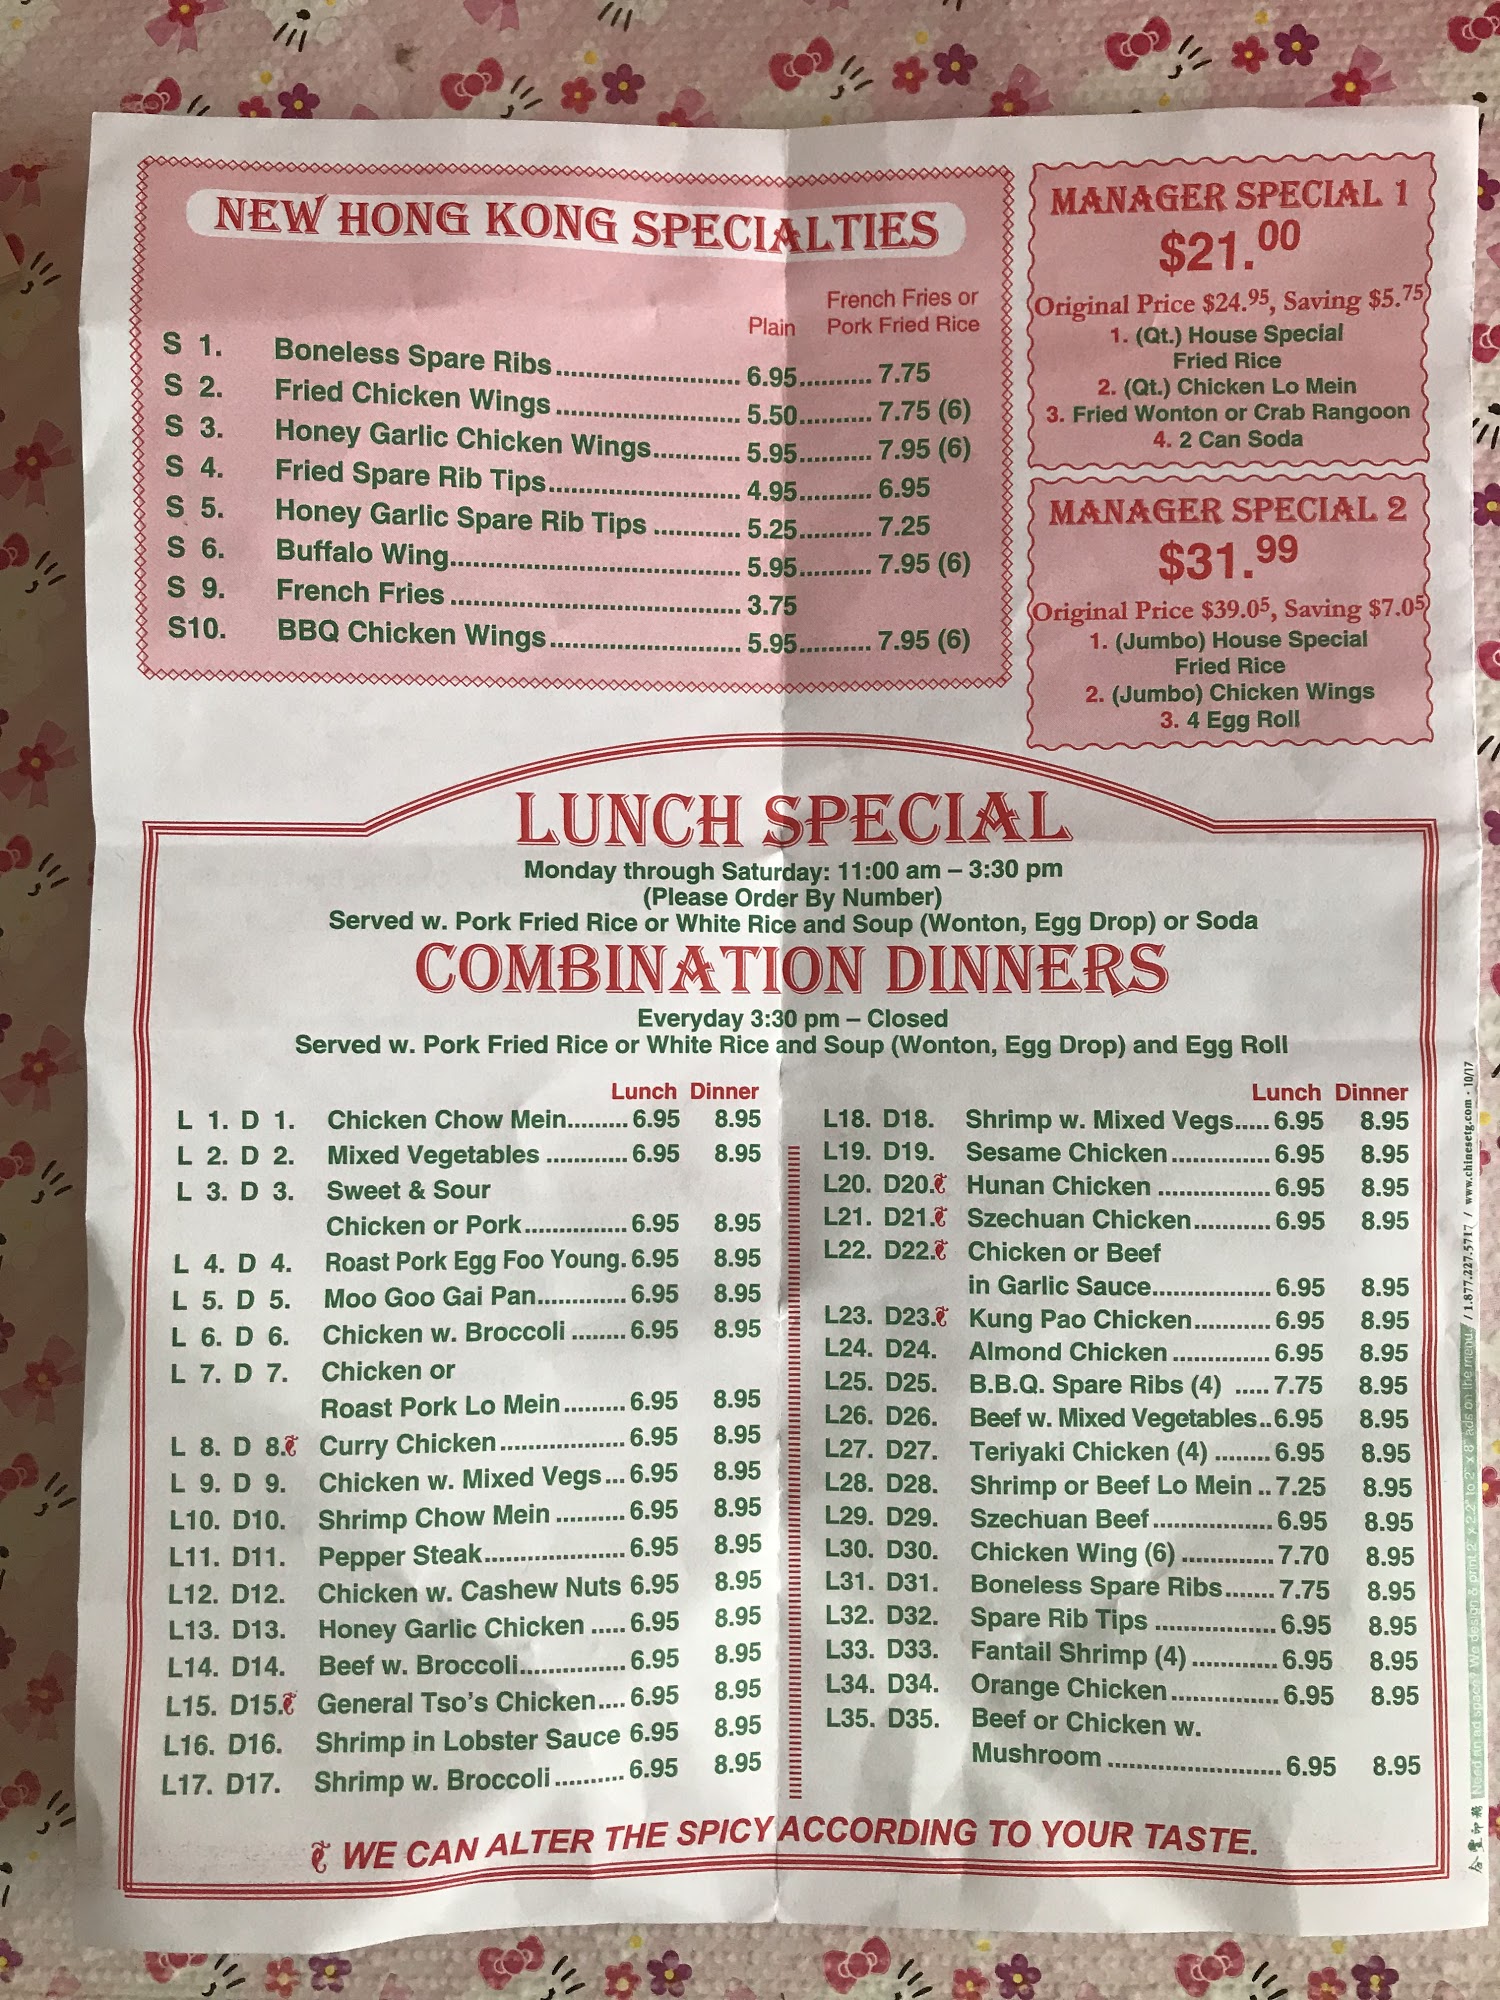 NEW HONG KONG SPECIALTIES
Plain French Fries or Pork Fried Rice
S 1. Boneless Spare Ribs........................ 6.95.......... 7.75
S 2. Fried Chicken Wings ........................ 5.50.......... 7.75 (6)
S 3. Honey Garlic Chicken Wings........... 5.95.......... 7.95 (6)
S 4. Fried Spare Rib Tips......................... 4.95.......... 6.95
S 5. Honey Garlic Spare Rib Tips ........... 5.25.......... 7.25
S 6. Buffalo Wing...................................... 5.95.......... 7.95 (6)
S 9. French Fries ...................................... 3.75
S10. BBQ Chicken Wings......................... 5.95.......... 7.95 (6)
MANAGER SPECIAL 1
$21.00
Original Price $24.95, Saving $5.75
1. (Qt.) House Special
Fried Rice
2. (Qt.) Chicken Lo Mein
3. Fried Wonton or Crab Rangoon
4. 2 Can Soda
MANAGER SPECIAL 2
$31.99
Original Price $39.05, Saving $7.05
1. (Jumbo) House Special
Fried Rice
2. (Jumbo) Chicken Wings
3. 4 Egg Roll
LUNCH SPECIAL
Monday through Saturday: 11:00 am – 3:30 pm
(Please Order By Number)
Served w. Pork Fried Rice or White Rice and Soup (Wonton, Egg Drop) or Soda
COMBINATION DINNERS
Everyday 3:30 pm – Closed
Served w. Pork Fried Rice or White Rice and Soup (Wonton, Egg Drop) and Egg Roll
Lunch Dinner
L 1. D 1. Chicken Chow Mein......... 6.95 8.95
L 2. D 2. Mixed Vegetables ............ 6.95 8.95
L 3. D 3. Sweet & Sour
Chicken or Pork............... 6.95 8.95
L 4. D 4. Roast Pork Egg Foo Young. 6.95 8.95
L 5. D 5. Moo Goo Gai Pan............. 6.95 8.95
L 6. D 6. Chicken w. Broccoli ........ 6.95 8.95
L 7. D 7. Chicken or
Roast Pork Lo Mein......... 6.95 8.95
L 8. D 8. Curry Chicken.................. 6.95 8.95
L 9. D 9. Chicken w. Mixed Vegs... 6.95 8.95
L10. D10. Shrimp Chow Mein .......... 6.95 8.95
L11. D11. Pepper Steak.................... 6.95 8.95
L12. D12. Chicken w. Cashew Nuts 6.95 8.95
L13. D13. Honey Garlic Chicken ..... 6.95 8.95
L14. D14. Beef w. Broccoli............... 6.95 8.95
L15. D15. General Tso's Chicken.... 6.95 8.95
L16. D16. Shrimp in Lobster Sauce 6.95 8.95
L17. D17. Shrimp w. Broccoli .......... 6.95 8.95
Lunch Dinner
L18. D18. Shrimp w. Mixed Vegs..... 6.95 8.95
L19. D19. Sesame Chicken .............. 6.95 8.95
L20. D20. Hunan Chicken ................ 6.95 8.95
L21. D21. Szechuan Chicken........... 6.95 8.95
L22. D22. Chicken or Beef
in Garlic Sauce................. 6.95 8.95
L23. D23. Kung Pao Chicken........... 6.95 8.95
L24. D24. Almond Chicken .............. 6.95 8.95
L25. D25. B.B.Q. Spare Ribs (4) ..... 7.75 8.95
L26. D26. Beef w. Mixed Vegetables.. 6.95 8.95
L27. D27. Teriyaki Chicken (4) ........ 6.95 8.95
L28. D28. Shrimp or Beef Lo Mein .. 7.25 8.95
L29. D29. Szechuan Beef.................. 6.95 8.95
L30. D30. Chicken Wing (6) ............. 7.70 8.95
L31. D31. Boneless Spare Ribs....... 7.75 8.95
L32. D32. Spare Rib Tips .................. 6.95 8.95
L33. D33. Fantail Shrimp (4) ............ 6.95 8.95
L34. D34. Orange Chicken ................ 6.95 8.95
L35. D35. Beef or Chicken w.
Mushroom ......................... 6.95 8.95
WE CAN ALTER THE SPICY ACCORDING TO YOUR TASTE.
Need an ad space? We design & print 2" x 2.2" to 2" x 8" ads on the menu. / 1.877.227.5717 / www.chinesetg.com - 10/17